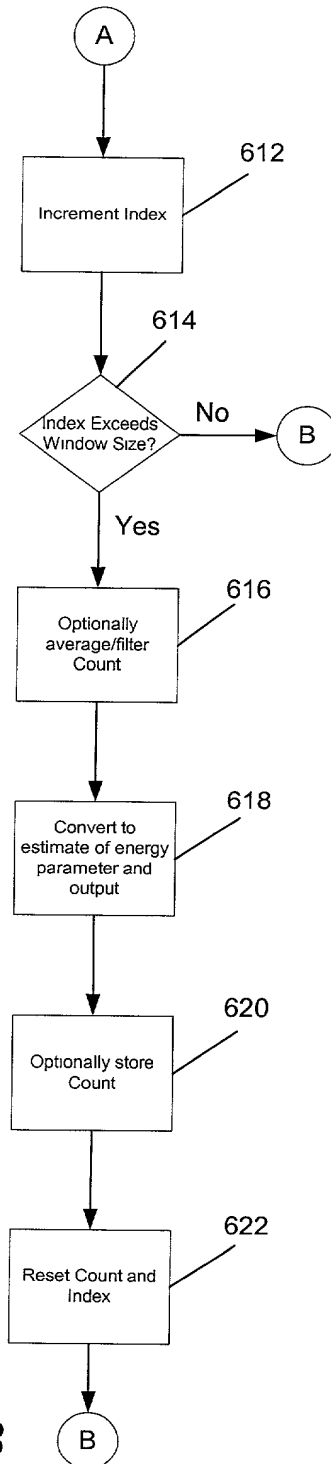 A
612
Increment Index
614
Index Exceeds
Window Size?
No
B
Yes
616
Optionally
average/filter
Count
618
Convert to
estimate of energy
parameter and
output
620
Optionally store
Count
622
Reset Count and
Index
B